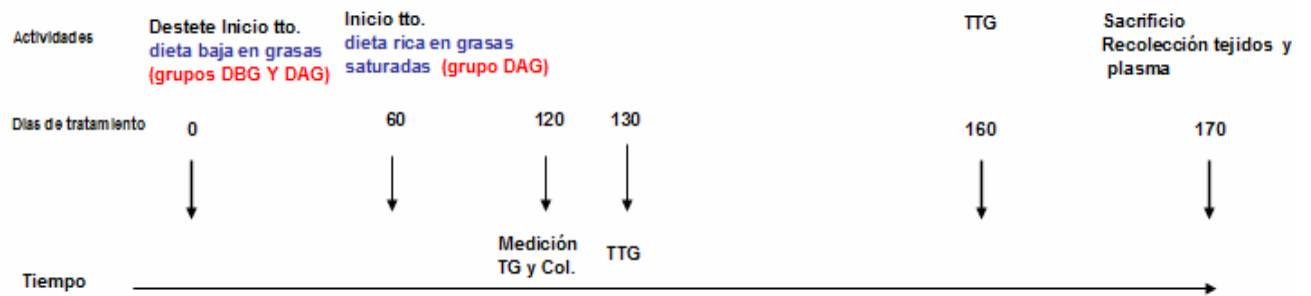 Actividades
Destete Inicio tto.
dieta baja en grasas
(grupos DBG Y DAG)
Inicio tto.
dieta rica en grasas
saturadas (grupo DAG)
TTG
Sacrificio
Recolección tejidos y
plasma
Dias de tratamiento
0
60
120
130
160
170
Medición
TG y Col.
TTG
Tiempo